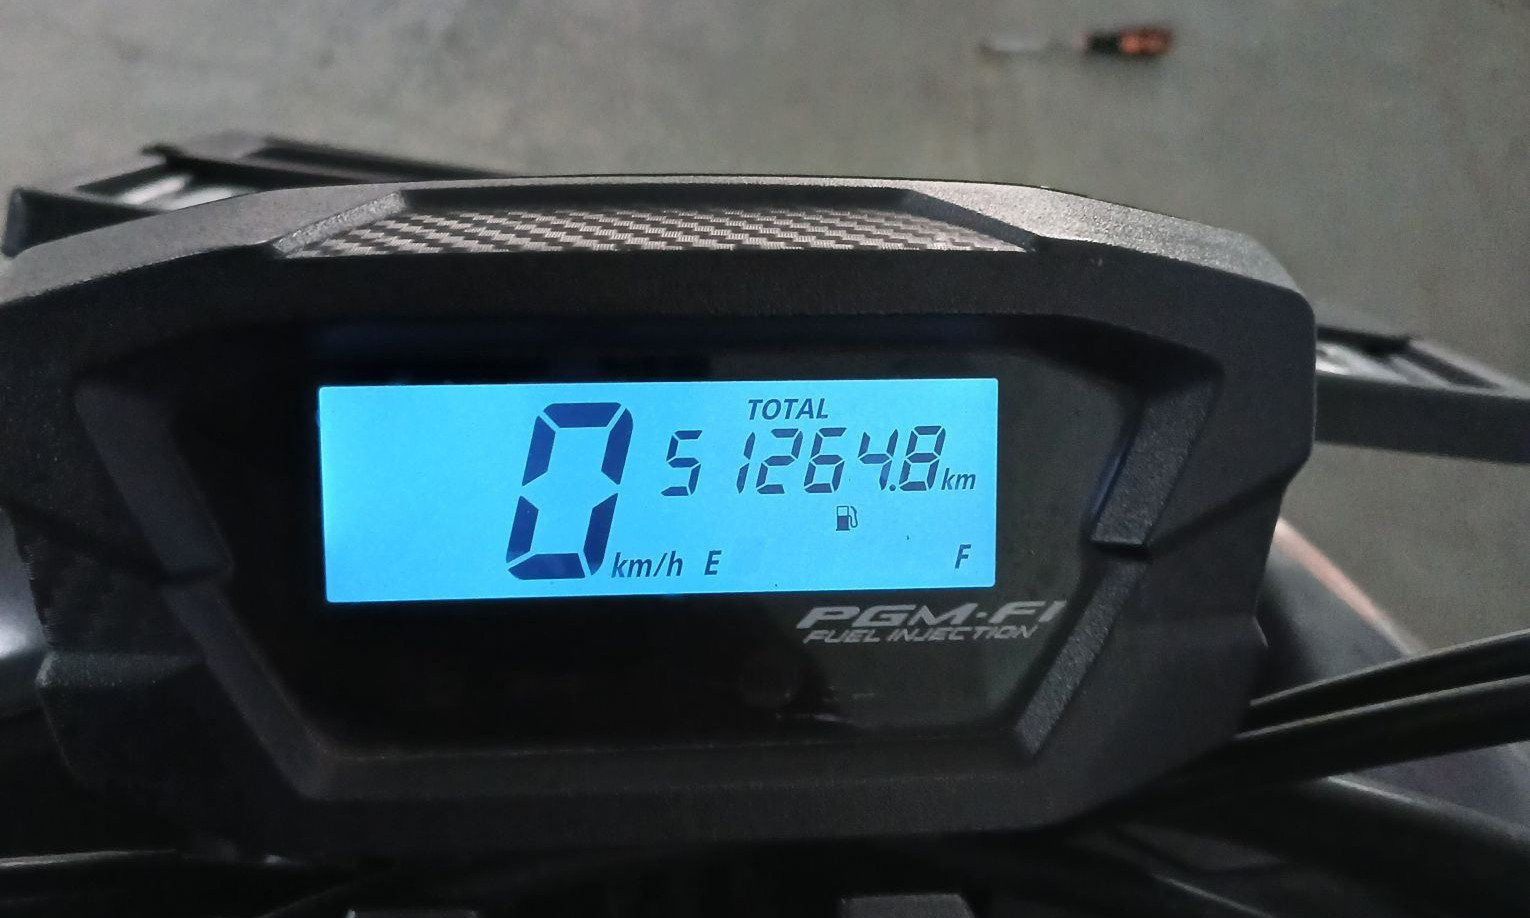 TOTAL
0 km/h 51264.8 km
E F
PGM-FI
FUEL INJECTION